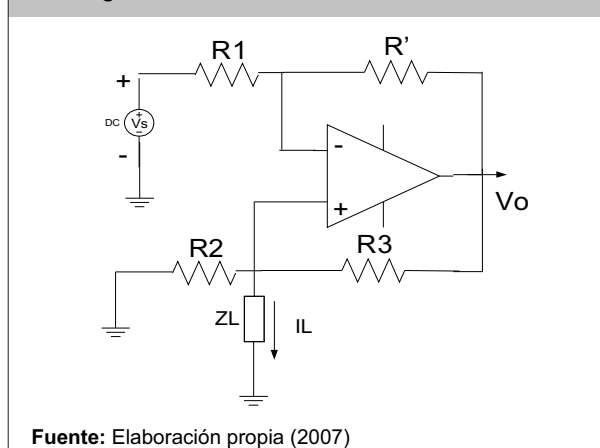 R1
R'
+
DC
Vs
-
-
+
Vo
R2
R3
ZL
IL
Fuente: Elaboración propia (2007)